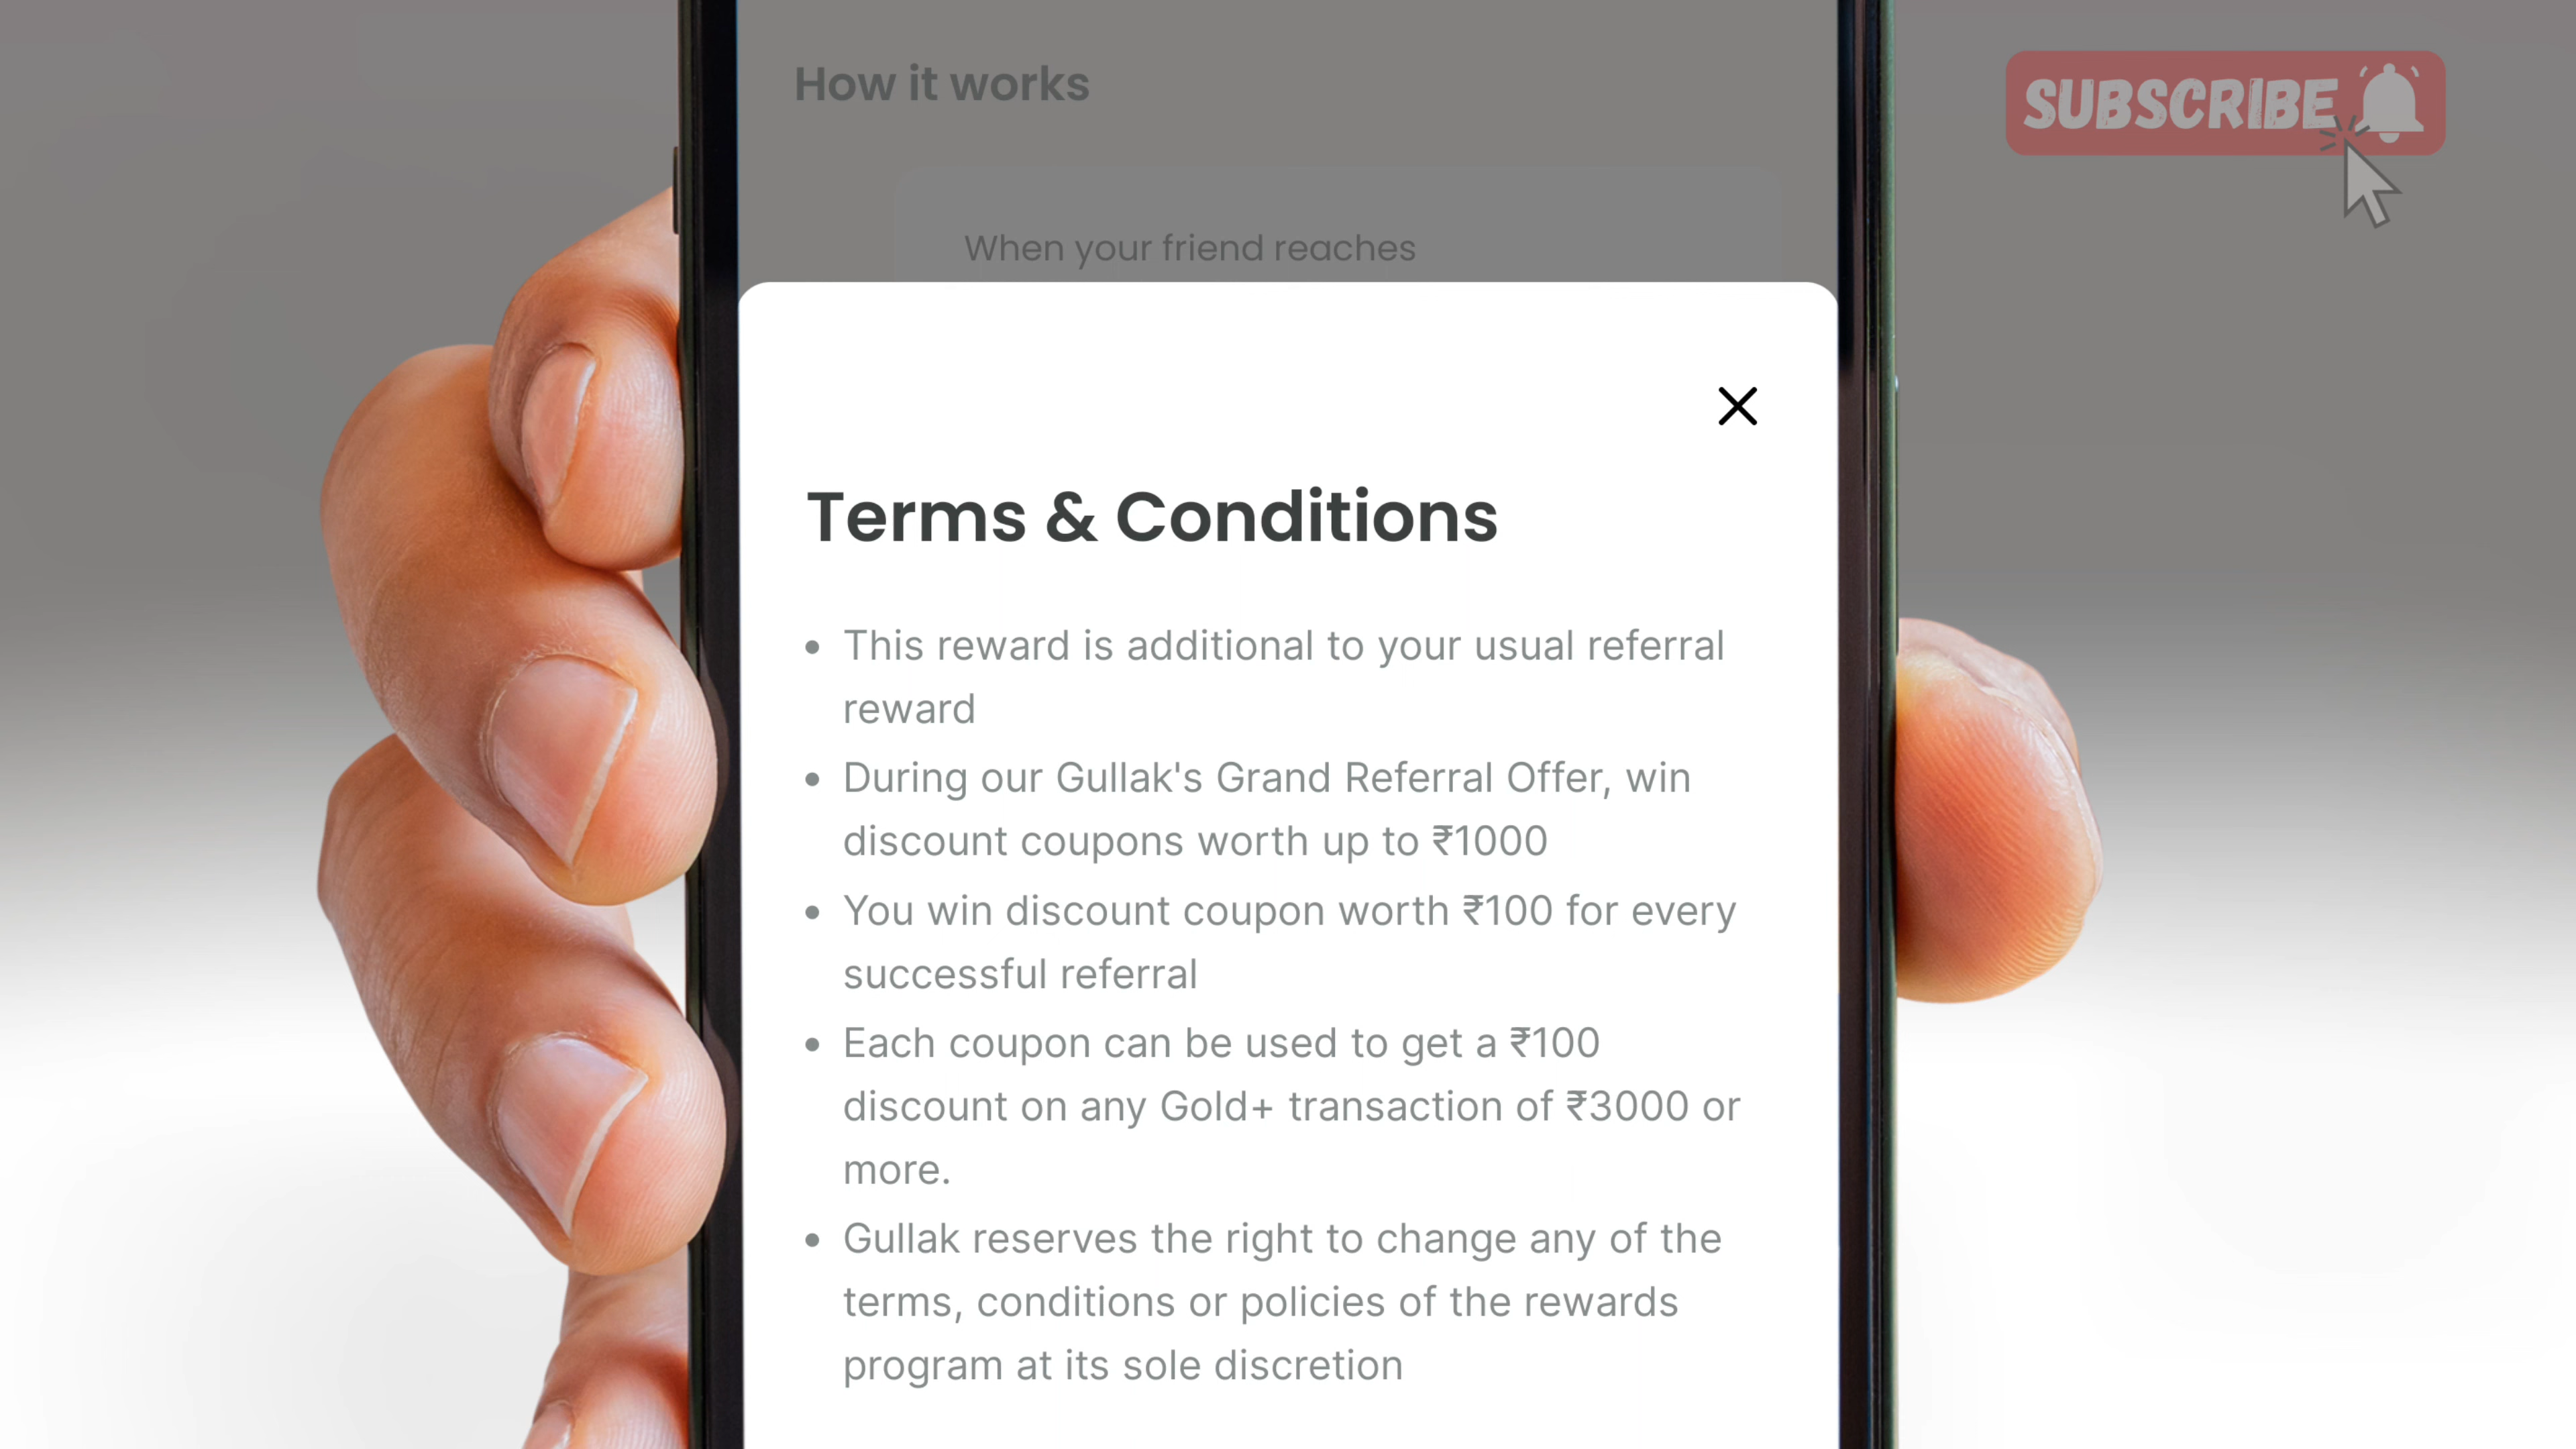 How it works
SUBSCRIBE
When your friend reaches
Terms & Conditions
• This reward is additional to your usual referral
reward
• During our Gullak's Grand Referral Offer, win
discount coupons worth up to ₹1000
• You win discount coupon worth ₹100 for every
successful referral
• Each coupon can be used to get a ₹100
discount on any Gold+ transaction of ₹3000 or
more.
• Gullak reserves the right to change any of the
terms, conditions or policies of the rewards
program at its sole discretion